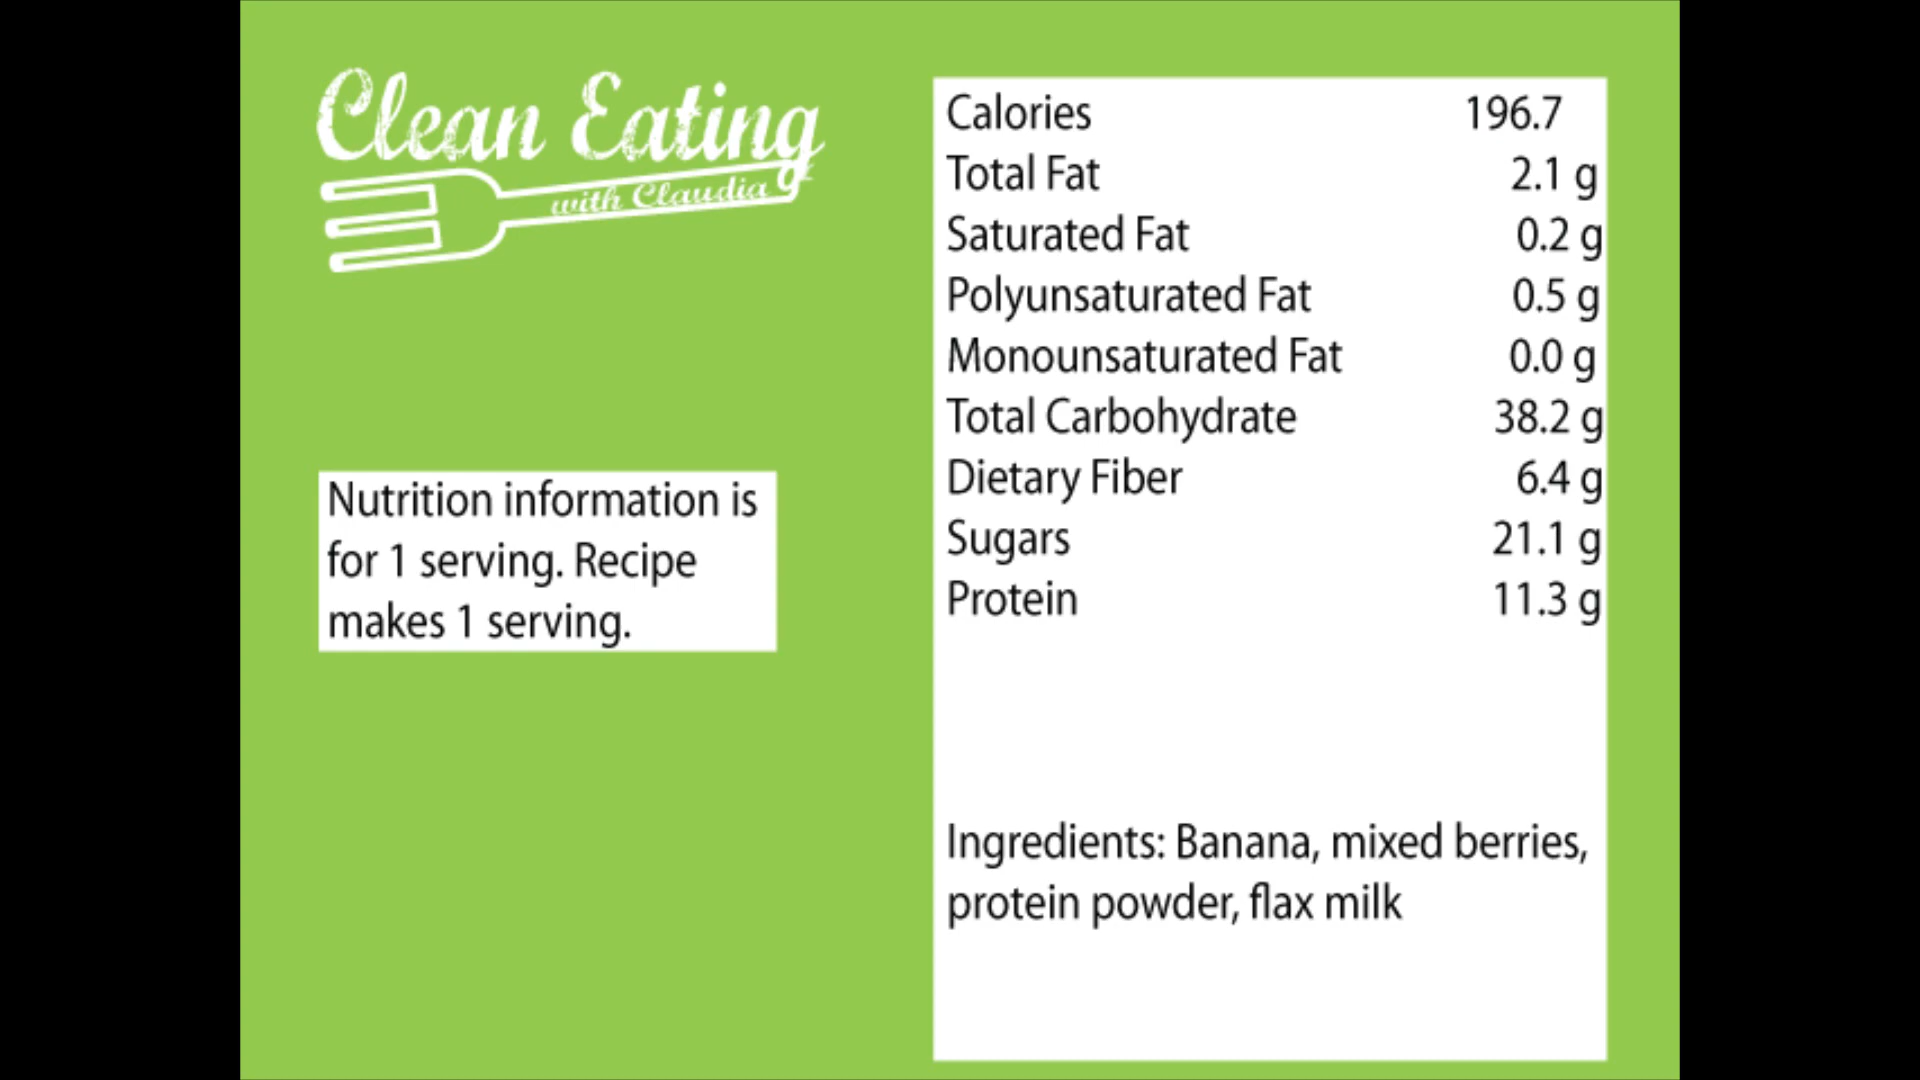 Clean Eating
with Claudia
Nutrition information is
for 1 serving. Recipe
makes 1 serving.
Calories 196.7
Total Fat 2.1 g
Saturated Fat 0.2 g
Polyunsaturated Fat 0.5 g
Monounsaturated Fat 0.0 g
Total Carbohydrate 38.2 g
Dietary Fiber 6.4 g
Sugars 21.1 g
Protein 11.3 g
Ingredients: Banana, mixed berries,
protein powder, flax milk